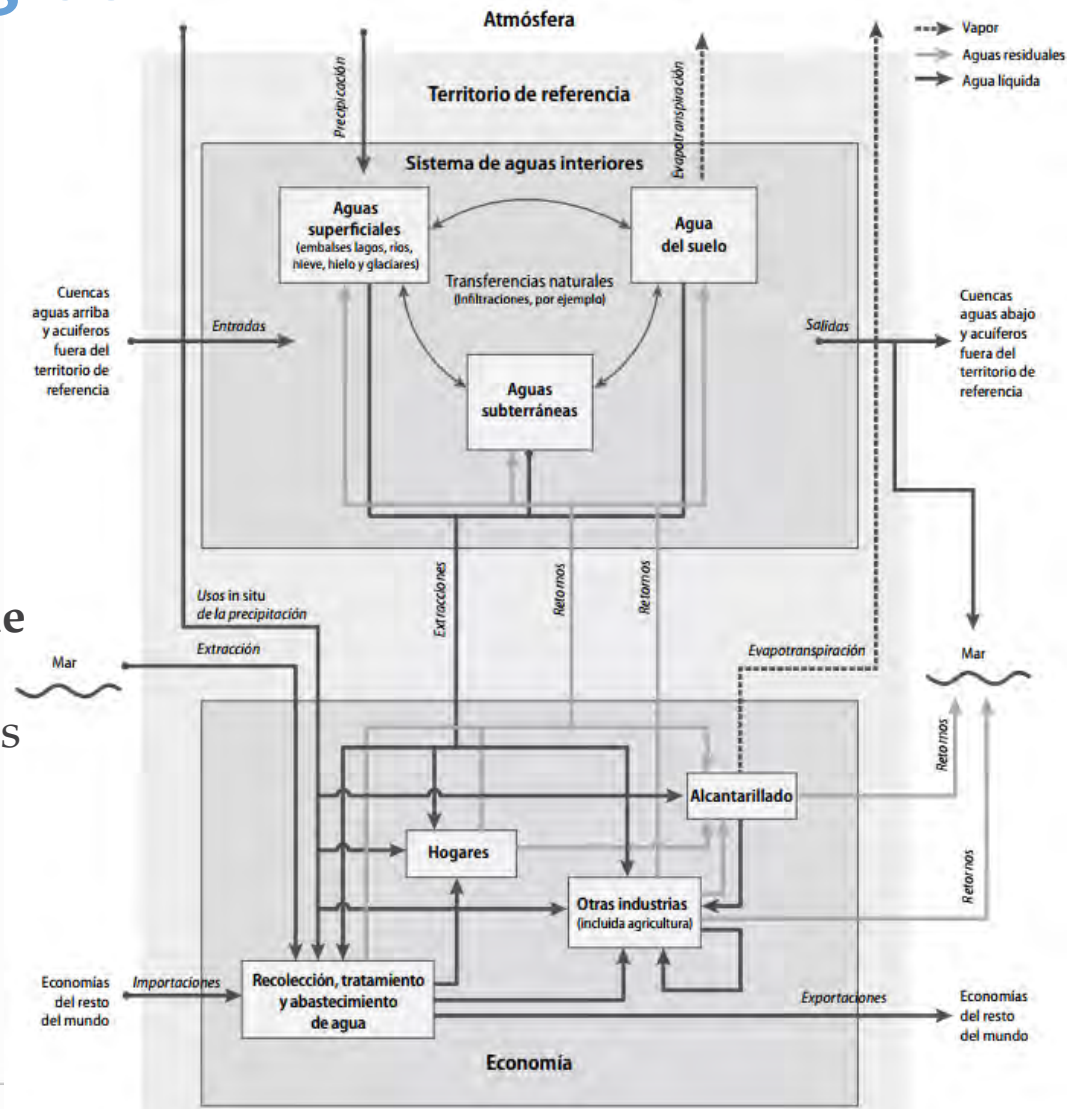 Atmósfera
Vapor
Aguas residuales
Agua líquida
Precipicación
Evapotranspiración
Territorio de referencia
Sistema de aguas interiores
Aguas
superficiales
(embalses lagos, ríos,
nieve, hielo y glaciares)
Agua
del suelo
Transferencias naturales
(Infiltraciones, por ejemplo)
Cuencas
aguas arriba
y acuíferos
fuera del
territorio de
referencia
Entradas
Salidas
Cuencas
aguas abajo
y acuíferos
fuera del
territorio de
referencia
Aguas
subterráneas
Extracciones
Retornos
Retornos
Usos in situ
de la precipitación
Extracción
Mar
Evapotranspiración
Mar
Retornos
Retornos
Alcantarillado
Hogares
Otras industrias
(incluida agricultura)
Economías
del resto
del mundo
Importaciones
Recolección, tratamiento
y abastecimiento
de agua
Exportaciones
Economías
del resto
del mundo
Economía